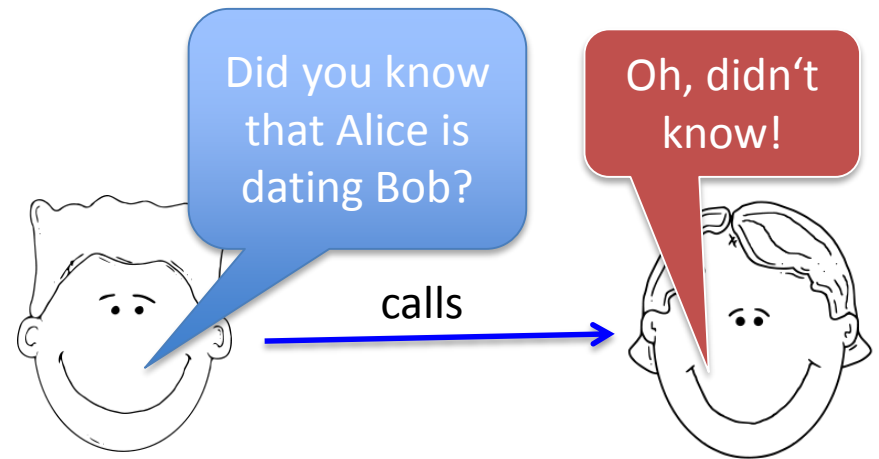 Did you know
that Alice is
dating Bob?
Oh, didn‘t
know!
calls